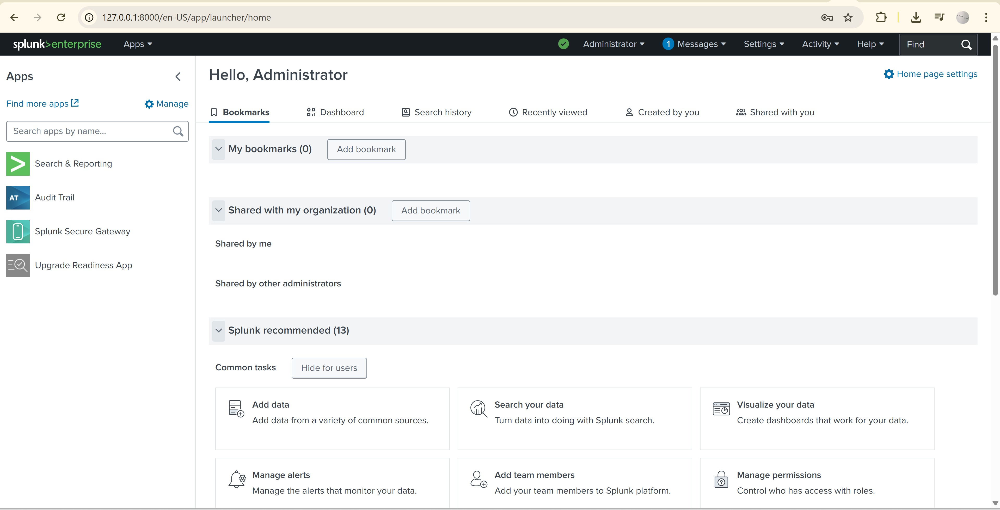 127.0.0.1:8000/en-US/app/launcher/home
splunk>enterprise Apps Administrator 1 Messages Settings Activity Help Find
Apps
Find more apps Manage
Search apps by name...
Search & Reporting
AT Audit Trail
Splunk Secure Gateway
Upgrade Readiness App
Hello, Administrator
Home page settings
Bookmarks Dashboard Search history Recently viewed Created by you Shared with you
My bookmarks (0) Add bookmark
Shared with my organization (0) Add bookmark
Shared by me
Shared by other administrators
Splunk recommended (13)
Common tasks Hide for users
Add data
Add data from a variety of common sources.
Search your data
Turn data into doing with Splunk search.
Visualize your data
Create dashboards that work for your data.
Manage alerts
Manage the alerts that monitor your data.
Add team members
Add your team members to Splunk platform.
Manage permissions
Control who has access with roles.